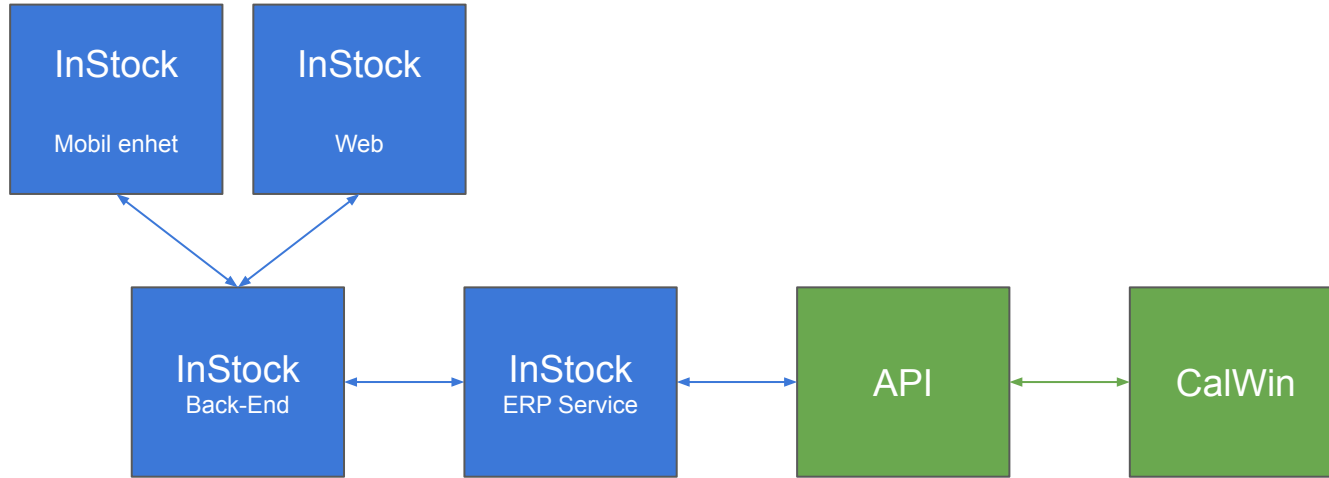 InStock
Mobil enhet
InStock
Web
InStock
Back-End
InStock
ERP Service
API
CalWin